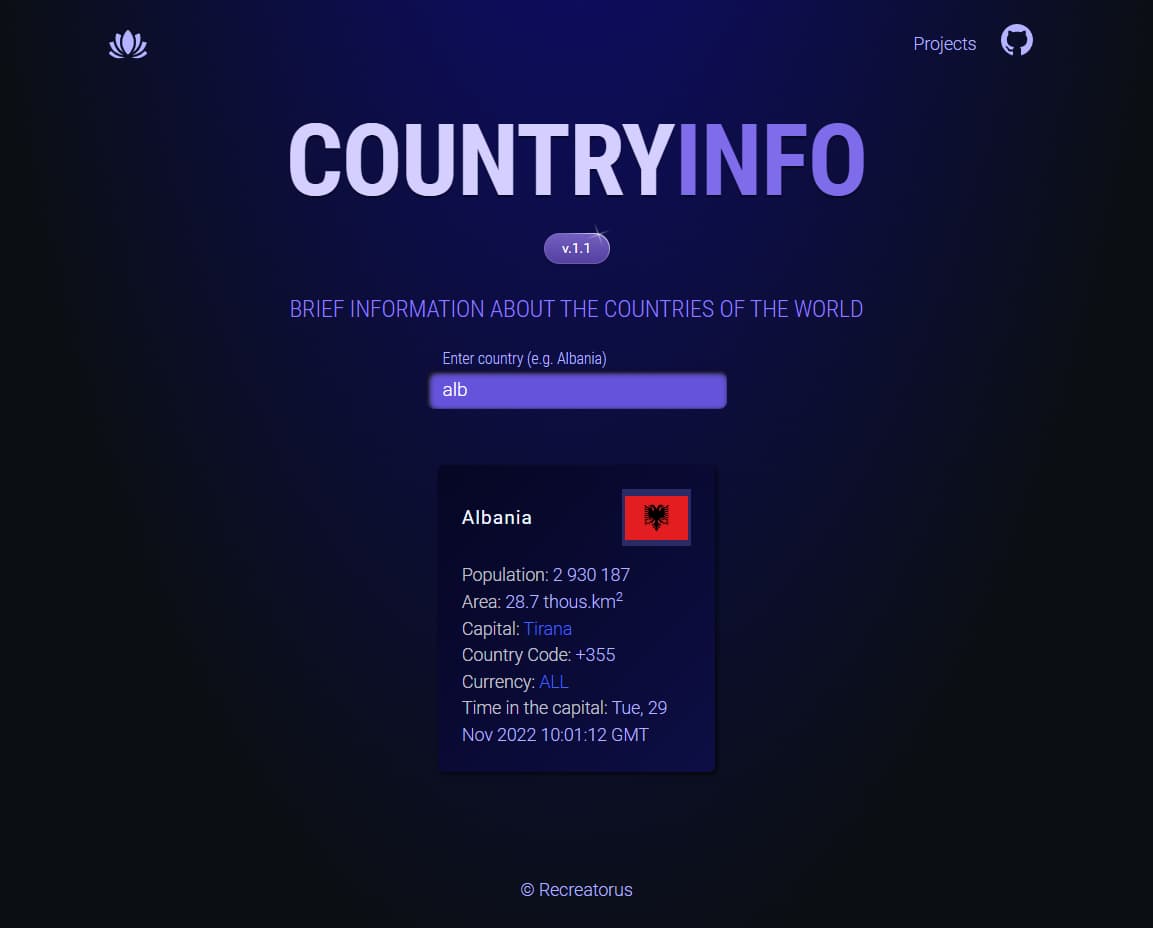 Projects
COUNTRYINFO
v.1.1
BRIEF INFORMATION ABOUT THE COUNTRIES OF THE WORLD
Enter country (e.g. Albania)
alb
Albania
Population: 2 930 187
Area: 28.7 thous.km²
Capital: Tirana
Country Code: +355
Currency: ALL
Time in the capital: Tue, 29
Nov 2022 10:01:12 GMT
© Recreatorus